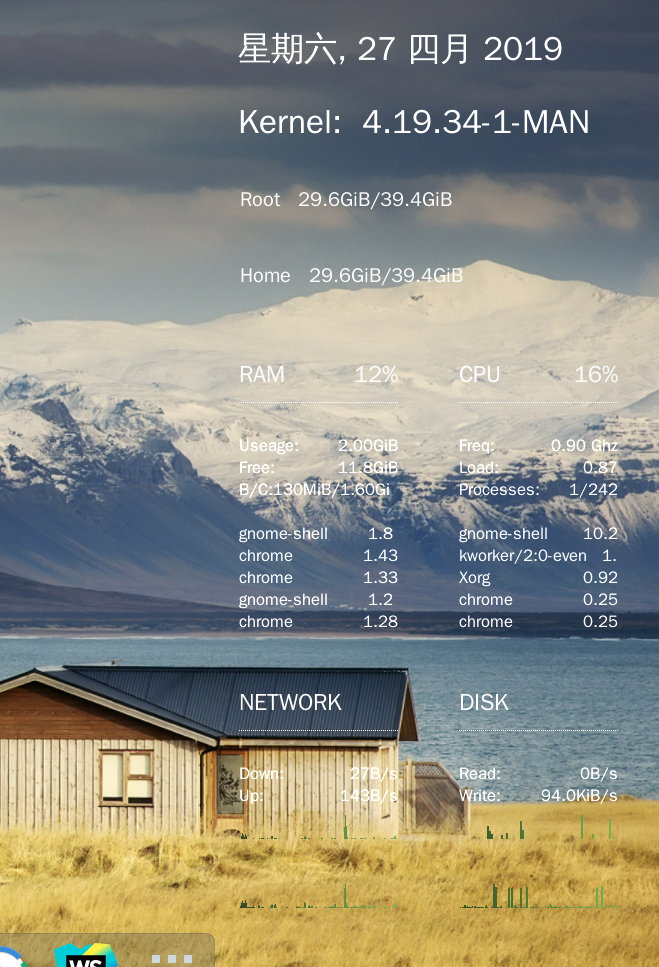 星期六, 27 四月 2019
Kernel: 4.19.34-1-MAN
Root 29.6GiB/39.4GiB
Home 29.6GiB/39.4GiB
RAM 12%
Useage: 2.00GiB
Free: 11.8GiB
B/C:130MiB/1.60Gi
gnome-shell 1.8
chrome 1.43
chrome 1.33
gnome-shell 1.2
chrome 1.28
CPU 16%
Freq: 0.90 Ghz
Load: 0.87
Processes: 1/242
gnome-shell 10.2
kworker/2:0-even 1.
Xorg 0.92
chrome 0.25
chrome 0.25
NETWORK
Down: 27B/s
Up: 143B/s
DISK
Read: 0B/s
Write: 94.0KiB/s
WS